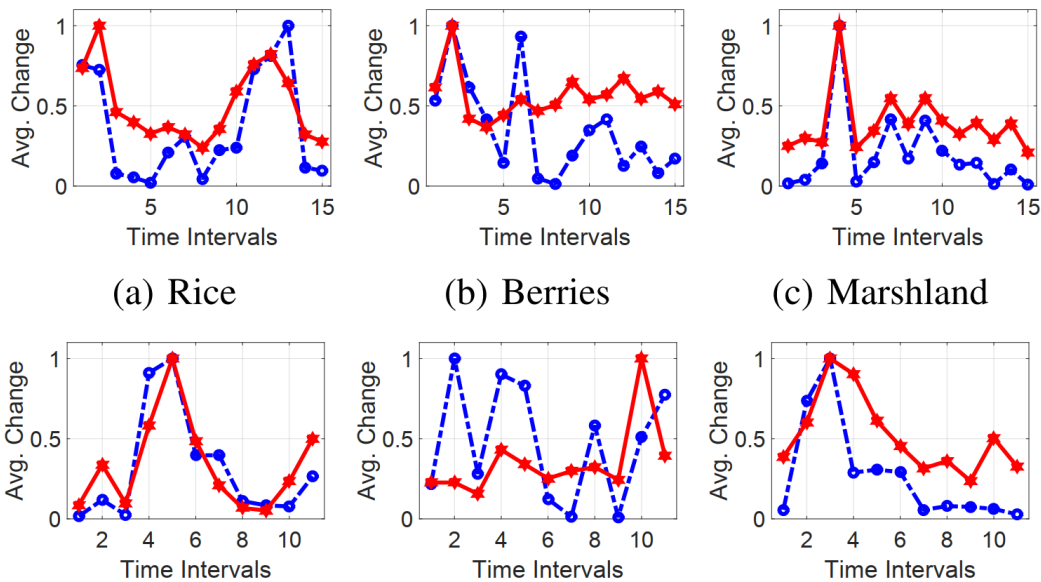 1 1 1
Avg. Change Avg. Change Avg. Change
0.5 0.5 0.5
0 0 0
5 10 15 5 10 15 5 10 15
Time Intervals Time Intervals Time Intervals
(a) Rice (b) Berries (c) Marshland
1 1 1
Avg. Change Avg. Change Avg. Change
0.5 0.5 0.5
0 0 0
2 4 6 8 10 2 4 6 8 10 2 4 6 8 10
Time Intervals Time Intervals Time Intervals